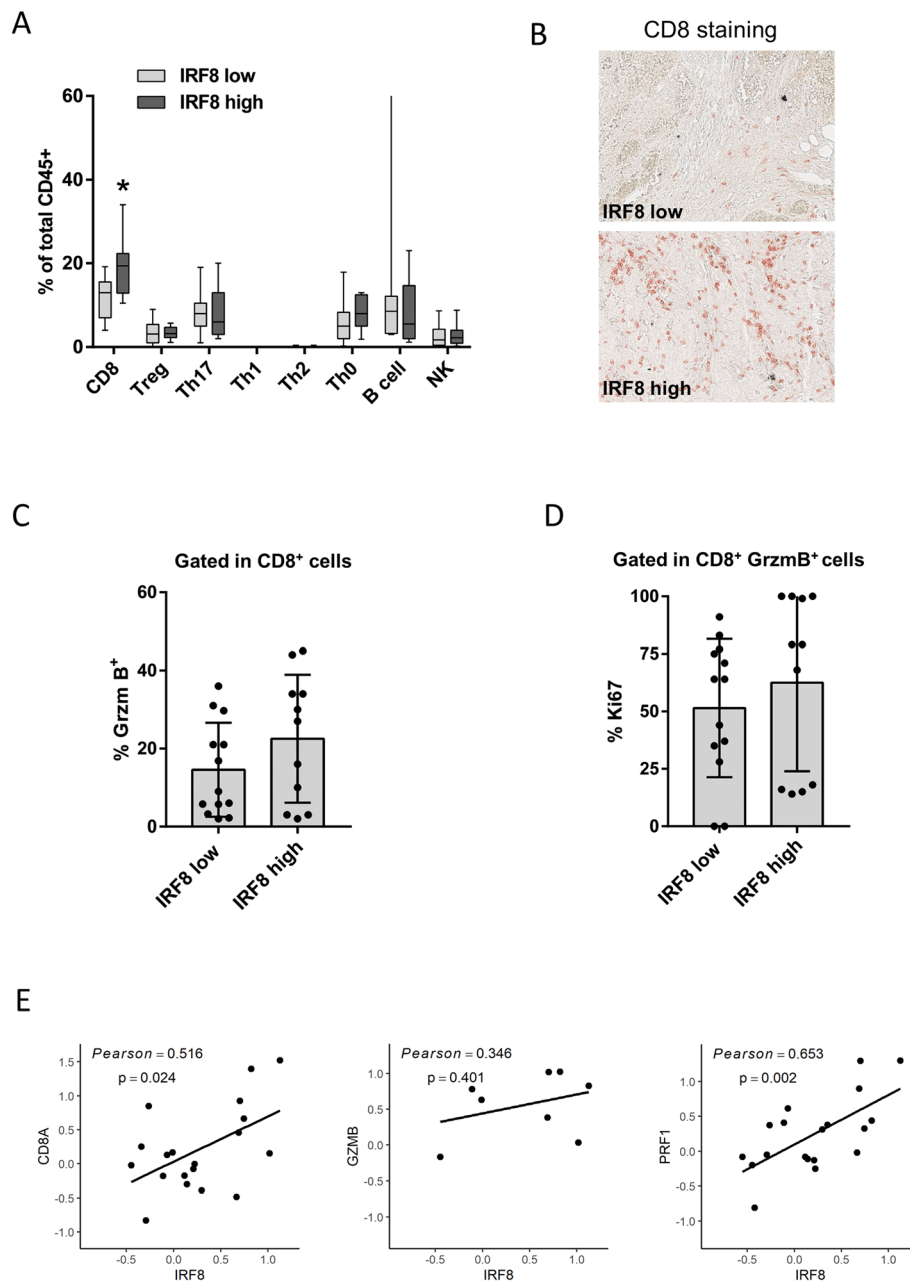 A
IRF8 low
IRF8 high
60
40
20
0
% of total CD45+
*
CD8
Treg
Th17
Th1
Th2
Th0
B cell
NK
B
CD8 staining
IRF8 low
IRF8 high
C
Gated in CD8+ cells
60
40
20
0
% Grzm B+
IRF8 low
IRF8 high
D
Gated in CD8+ GrzmB+ cells
100
75
50
25
0
% Ki67
IRF8 low
IRF8 high
E
Pearson = 0.516
p = 0.024
1.5
1.0
0.5
0.0
-0.5
-1.0
CD8A
-0.5
0.0
0.5
1.0
IRF8
Pearson = 0.346
p = 0.401
1.0
0.5
0.0
-0.5
-1.0
GZMB
-0.5
0.0
0.5
1.0
IRF8
Pearson = 0.653
p = 0.002
1.0
0.5
0.0
-0.5
-1.0
PRF1
-0.5
0.0
0.5
1.0
IRF8